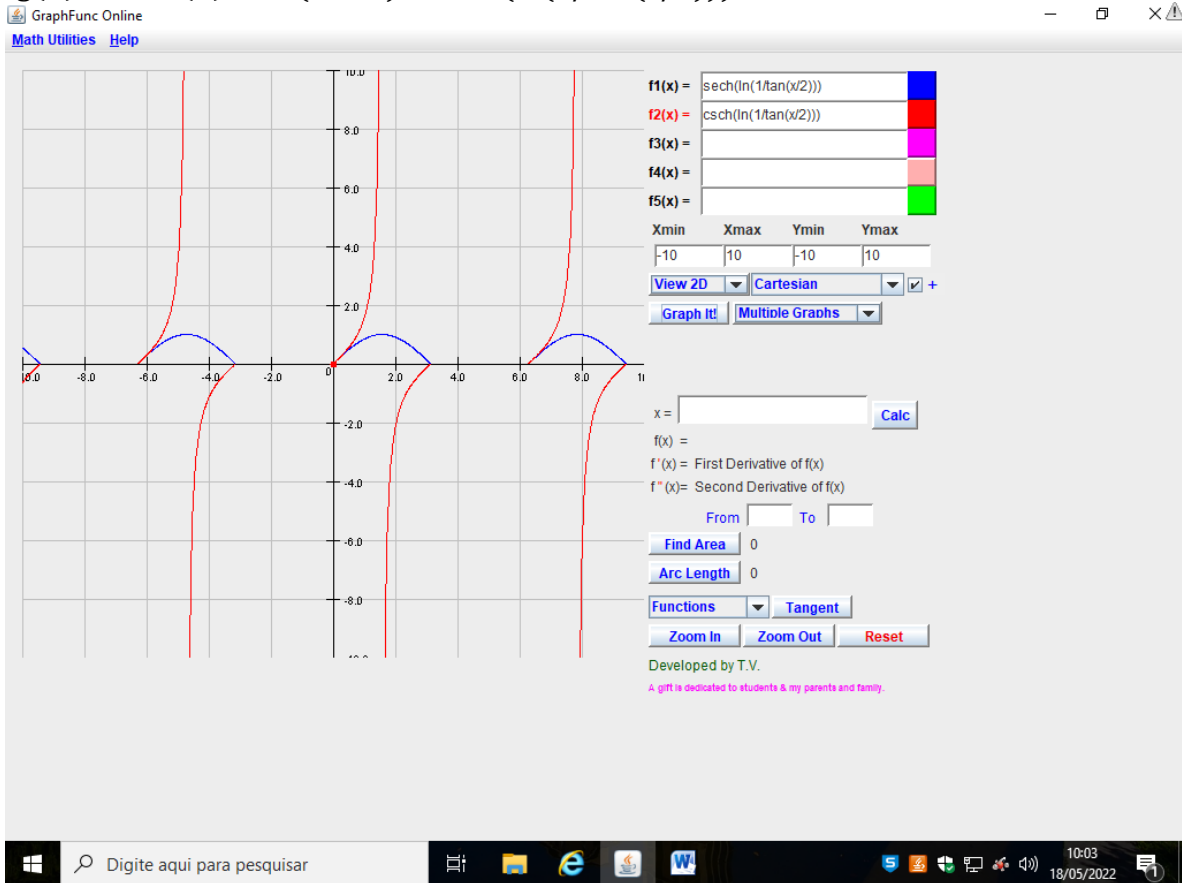 GraphFunc Online
Math Utilities Help
f1(x) = sech(ln(1/tan(x/2)))
f2(x) = csch(ln(1/tan(x/2)))
f3(x) =
f4(x) =
f5(x) =
Xmin Xmax Ymin Ymax
-10 10 -10 10
View 2D Cartesian +
Graph It! Multiple Graphs
8.0
6.0
4.0
2.0
-8.0 -6.0 -4.0 -2.0 0 2.0 4.0 6.0 8.0
-2.0
-4.0
-6.0
-8.0
x = Calc
f(x) =
f'(x) = First Derivative of f(x)
f"(x)= Second Derivative of f(x)
From To
Find Area 0
Arc Length 0
Functions Tangent
Zoom In Zoom Out Reset
Developed by T.V.
A gift is dedicated to students & my parents and family.
Digite aqui para pesquisar
10:03
18/05/2022